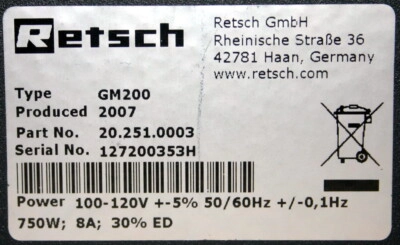 Retsch
Retsch GmbH
Rheinische Straße 36
42781 Haan, Germany
www.retsch.com
Type GM200
Produced 2007
Part No. 20.251.0003
Serial No. 127200353H
Power 100-120V +-5% 50/60Hz +/-0,1Hz
750W; 8A; 30% ED